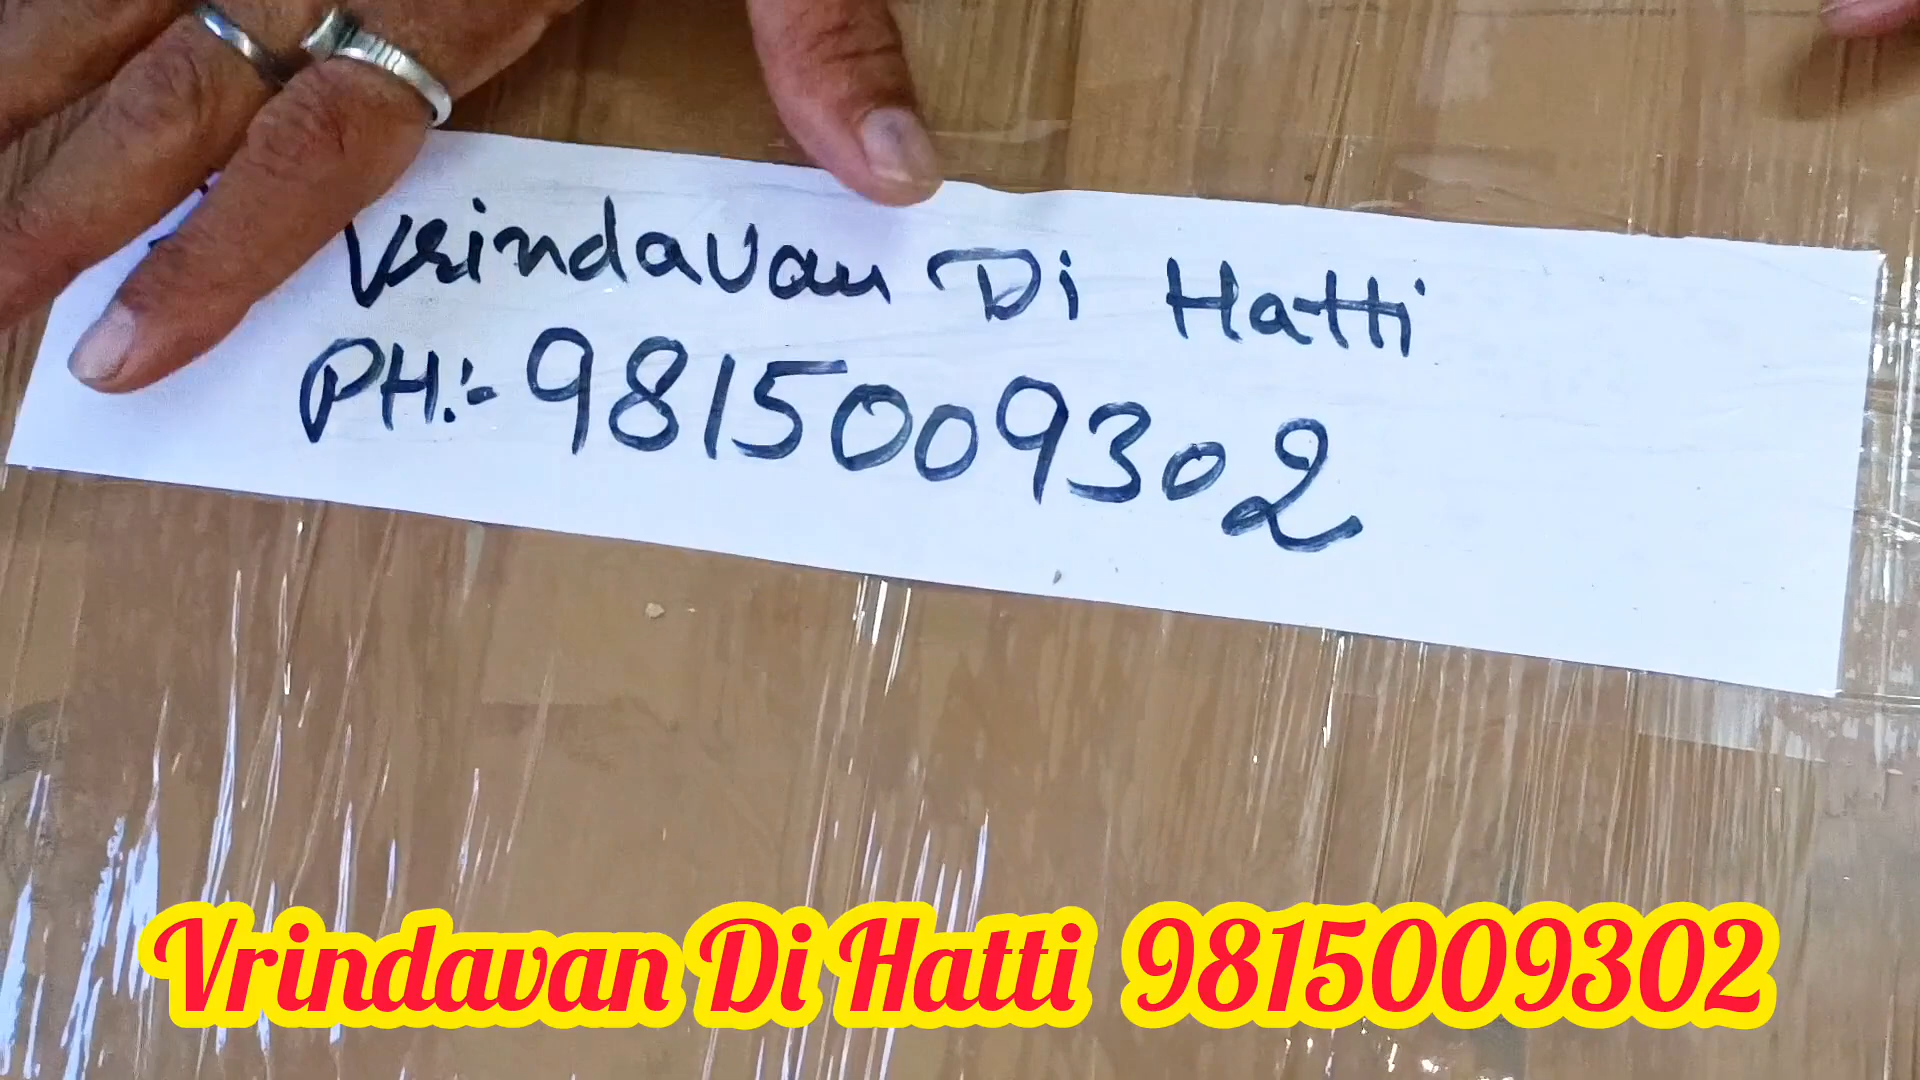 Vrindavan Di Hatti
PH:- 9815009302
Vrindavan Di Hatti 9815009302